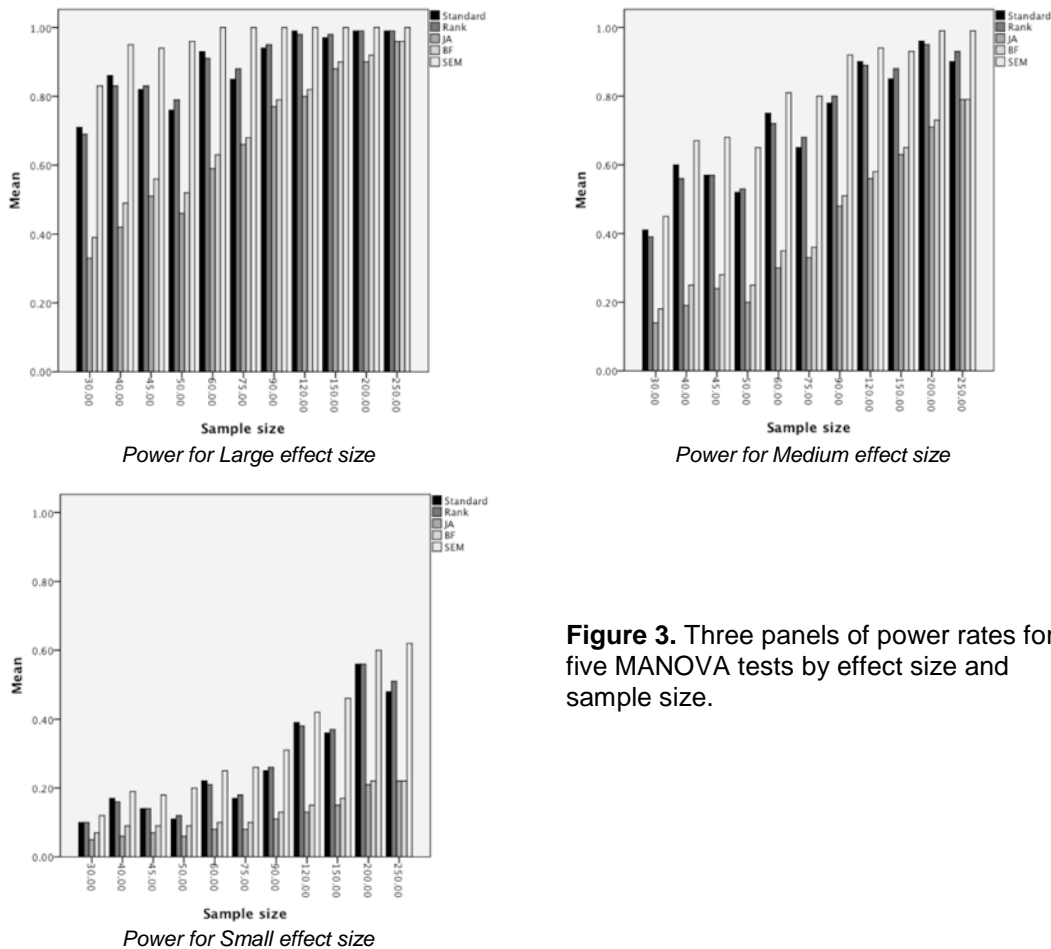 1.00
0.80
0.60
0.40
0.20
0.00
Mean
30.00
40.00
45.00
50.00
60.00
75.00
90.00
120.00
150.00
200.00
250.00
Sample size
Standard
Rank
JA
BF
SEM
Power for Large effect size
1.00
0.80
0.60
0.40
0.20
0.00
Mean
30.00
40.00
45.00
50.00
60.00
75.00
90.00
120.00
150.00
200.00
250.00
Sample size
Standard
Rank
JA
BF
SEM
Power for Medium effect size
1.00
0.80
0.60
0.40
0.20
0.00
Mean
30.00
40.00
45.00
50.00
60.00
75.00
90.00
120.00
150.00
200.00
250.00
Sample size
Standard
Rank
JA
BF
SEM
Power for Small effect size
Figure 3. Three panels of power rates for
five MANOVA tests by effect size and
sample size.